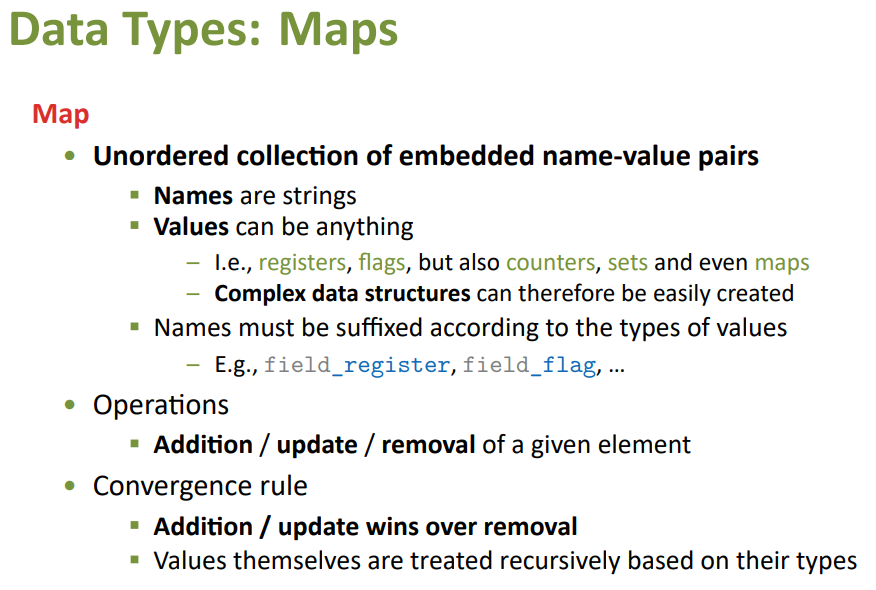 Data Types: Maps
Map
• Unordered collection of embedded name-value pairs
▪ Names are strings
▪ Values can be anything
– I.e., registers, flags, but also counters, sets and even maps
– Complex data structures can therefore be easily created
▪ Names must be suffixed according to the types of values
– E.g., field_register, field_flag, ...
• Operations
▪ Addition / update / removal of a given element
• Convergence rule
▪ Addition / update wins over removal
▪ Values themselves are treated recursively based on their types